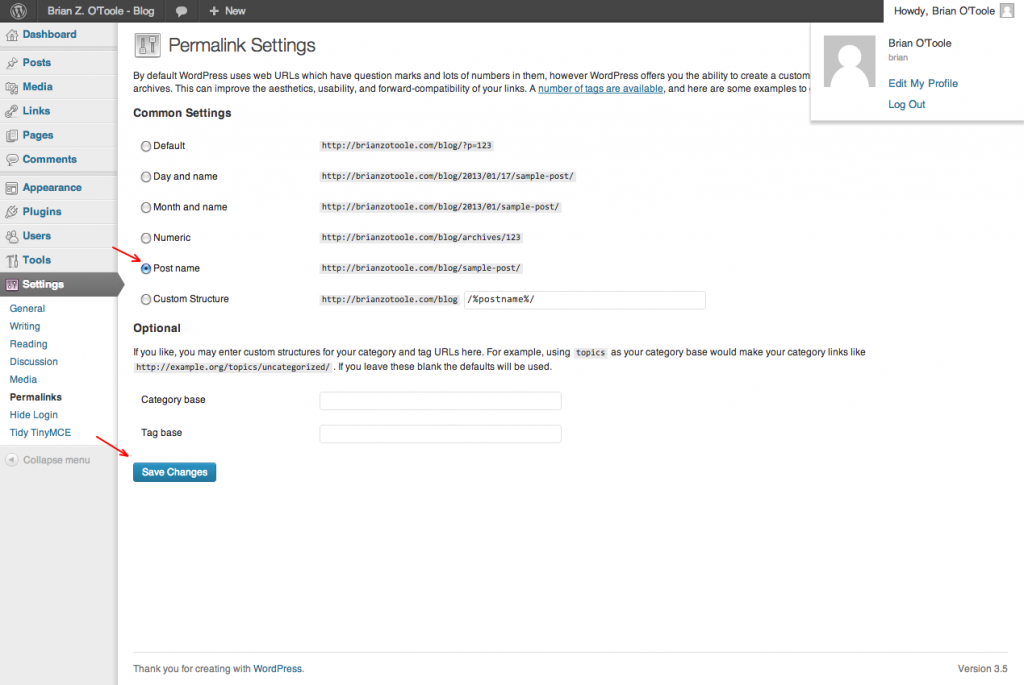 Brian Z. O'Toole - Blog
New
Howdy, Brian O'Toole
Brian O'Toole
brian
Edit My Profile
Log Out
Dashboard
Posts
Media
Links
Pages
Comments
Appearance
Plugins
Users
Tools
Settings
General
Writing
Reading
Discussion
Media
Permalinks
Hide Login
Tidy TinyMCE
Collapse menu
Permalink Settings
By default WordPress uses web URLs which have question marks and lots of numbers in them, however WordPress offers you the ability to create a custom
archives. This can improve the aesthetics, usability, and forward-compatibility of your links. A number of tags are available, and here are some examples to
Common Settings
Default http://brianzotoole.com/blog/?p=123
Day and name http://brianzotoole.com/blog/2013/01/17/sample-post/
Month and name http://brianzotoole.com/blog/2013/01/sample-post/
Numeric http://brianzotoole.com/blog/archives/123
Post name http://brianzotoole.com/blog/sample-post/
Custom Structure http://brianzotoole.com/blog /%postname%/
Optional
If you like, you may enter custom structures for your category and tag URLs here. For example, using topics as your category base would make your category links like
http://example.org/topics/uncategorized/ . If you leave these blank the defaults will be used.
Category base
Tag base
Save Changes
Thank you for creating with WordPress.
Version 3.5